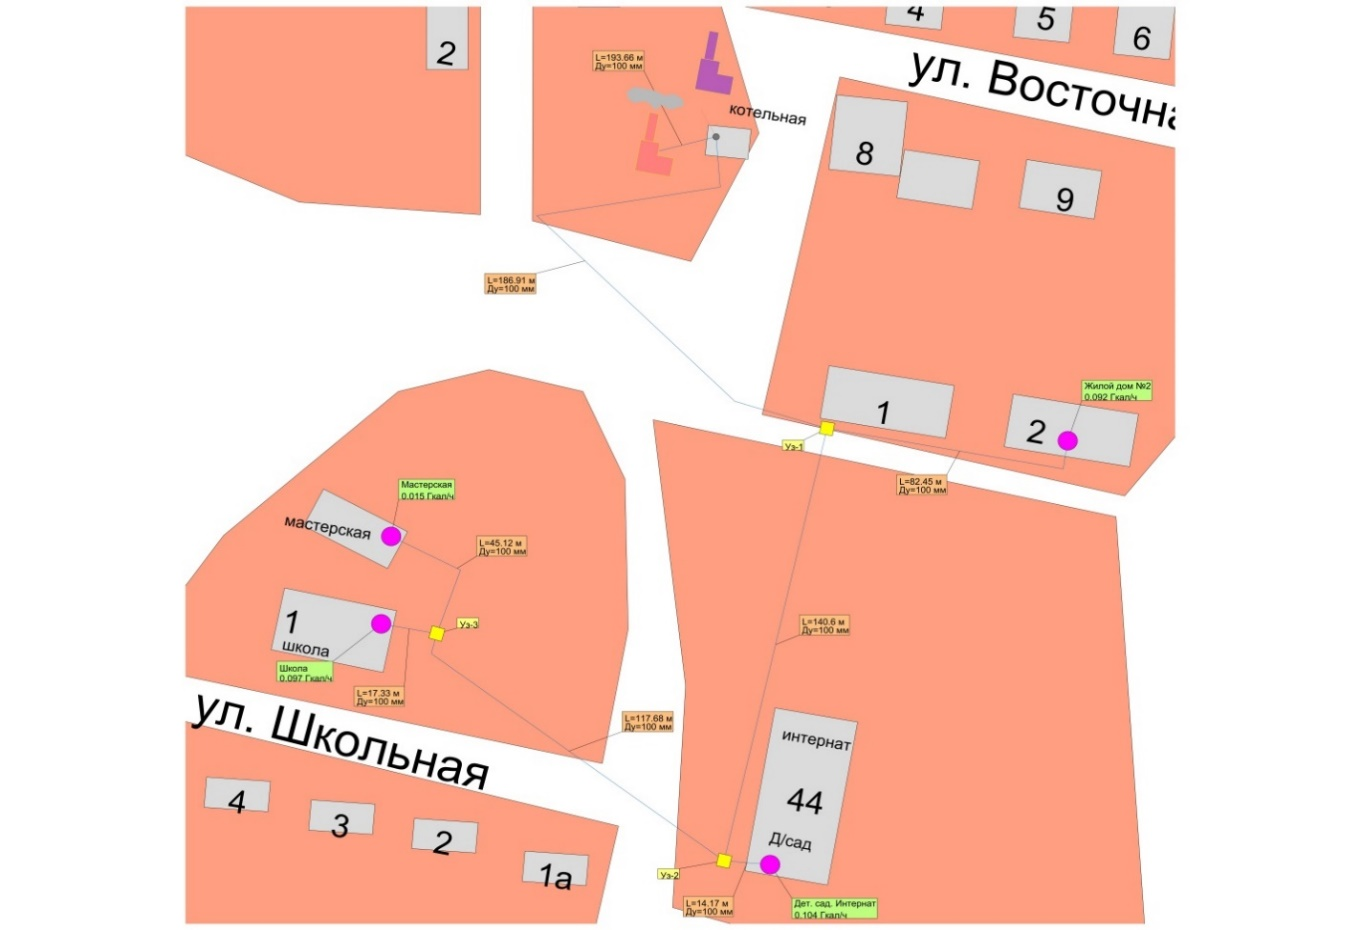 2
L=193.66 м
Ду=100 мм
котельная
4
5
6
ул. Восточна
8
9
L=186.91 м
Ду=100 мм
1
2
Жилой дом №2
0.092 Гкал/ч
Уз-1
L=82.45 м
Ду=100 мм
Мастерская
0.015 Гкал/ч
мастерская
L=45.12 м
Ду=100 мм
1
школа
Уз-3
Школа
0.097 Гкал/ч
L=17.33 м
Ду=100 мм
L=140.6 м
Ду=100 мм
ул. Школьная
L=117.68 м
Ду=100 мм
интернат
44
Д/сад
4
3
2
1а
Уз-2
L=14.17 м
Ду=100 мм
Дет. сад. Интернат
0.104 Гкал/ч